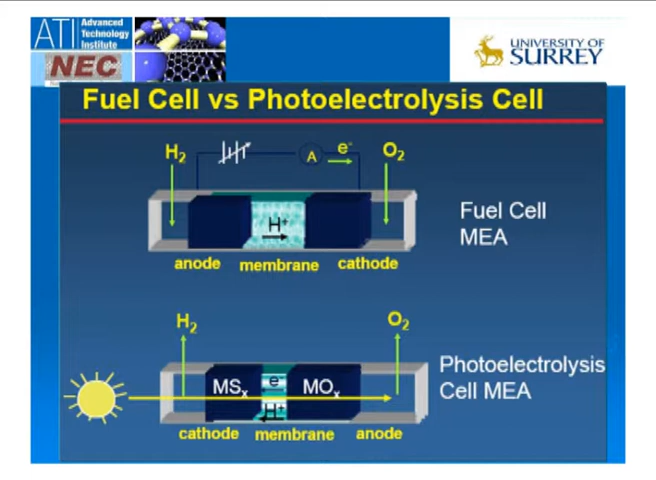 ATI Advanced
Technology
Institute
NEC
UNIVERSITY OF
SURREY
Fuel Cell vs Photoelectrolysis Cell
H₂
A
e⁻
O₂
H⁺
Fuel Cell
MEA
anode membrane cathode
H₂
O₂
MSₓ
e⁻
MOₓ
H⁺
Photoelectrolysis
Cell MEA
cathode membrane anode